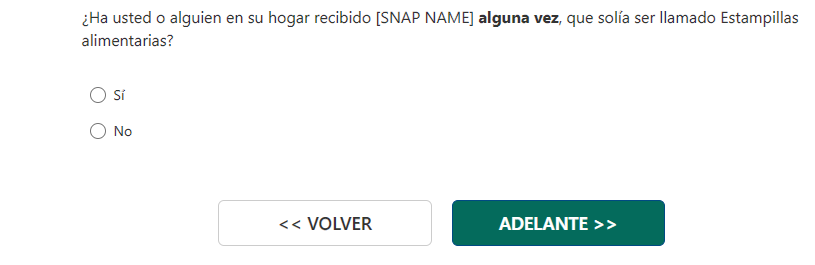 ¿Ha usted o alguien en su hogar recibido [SNAP NAME] alguna vez, que solía ser llamado Estampillas
alimentarias?
Sí
No
<< VOLVER
ADELANTE >>